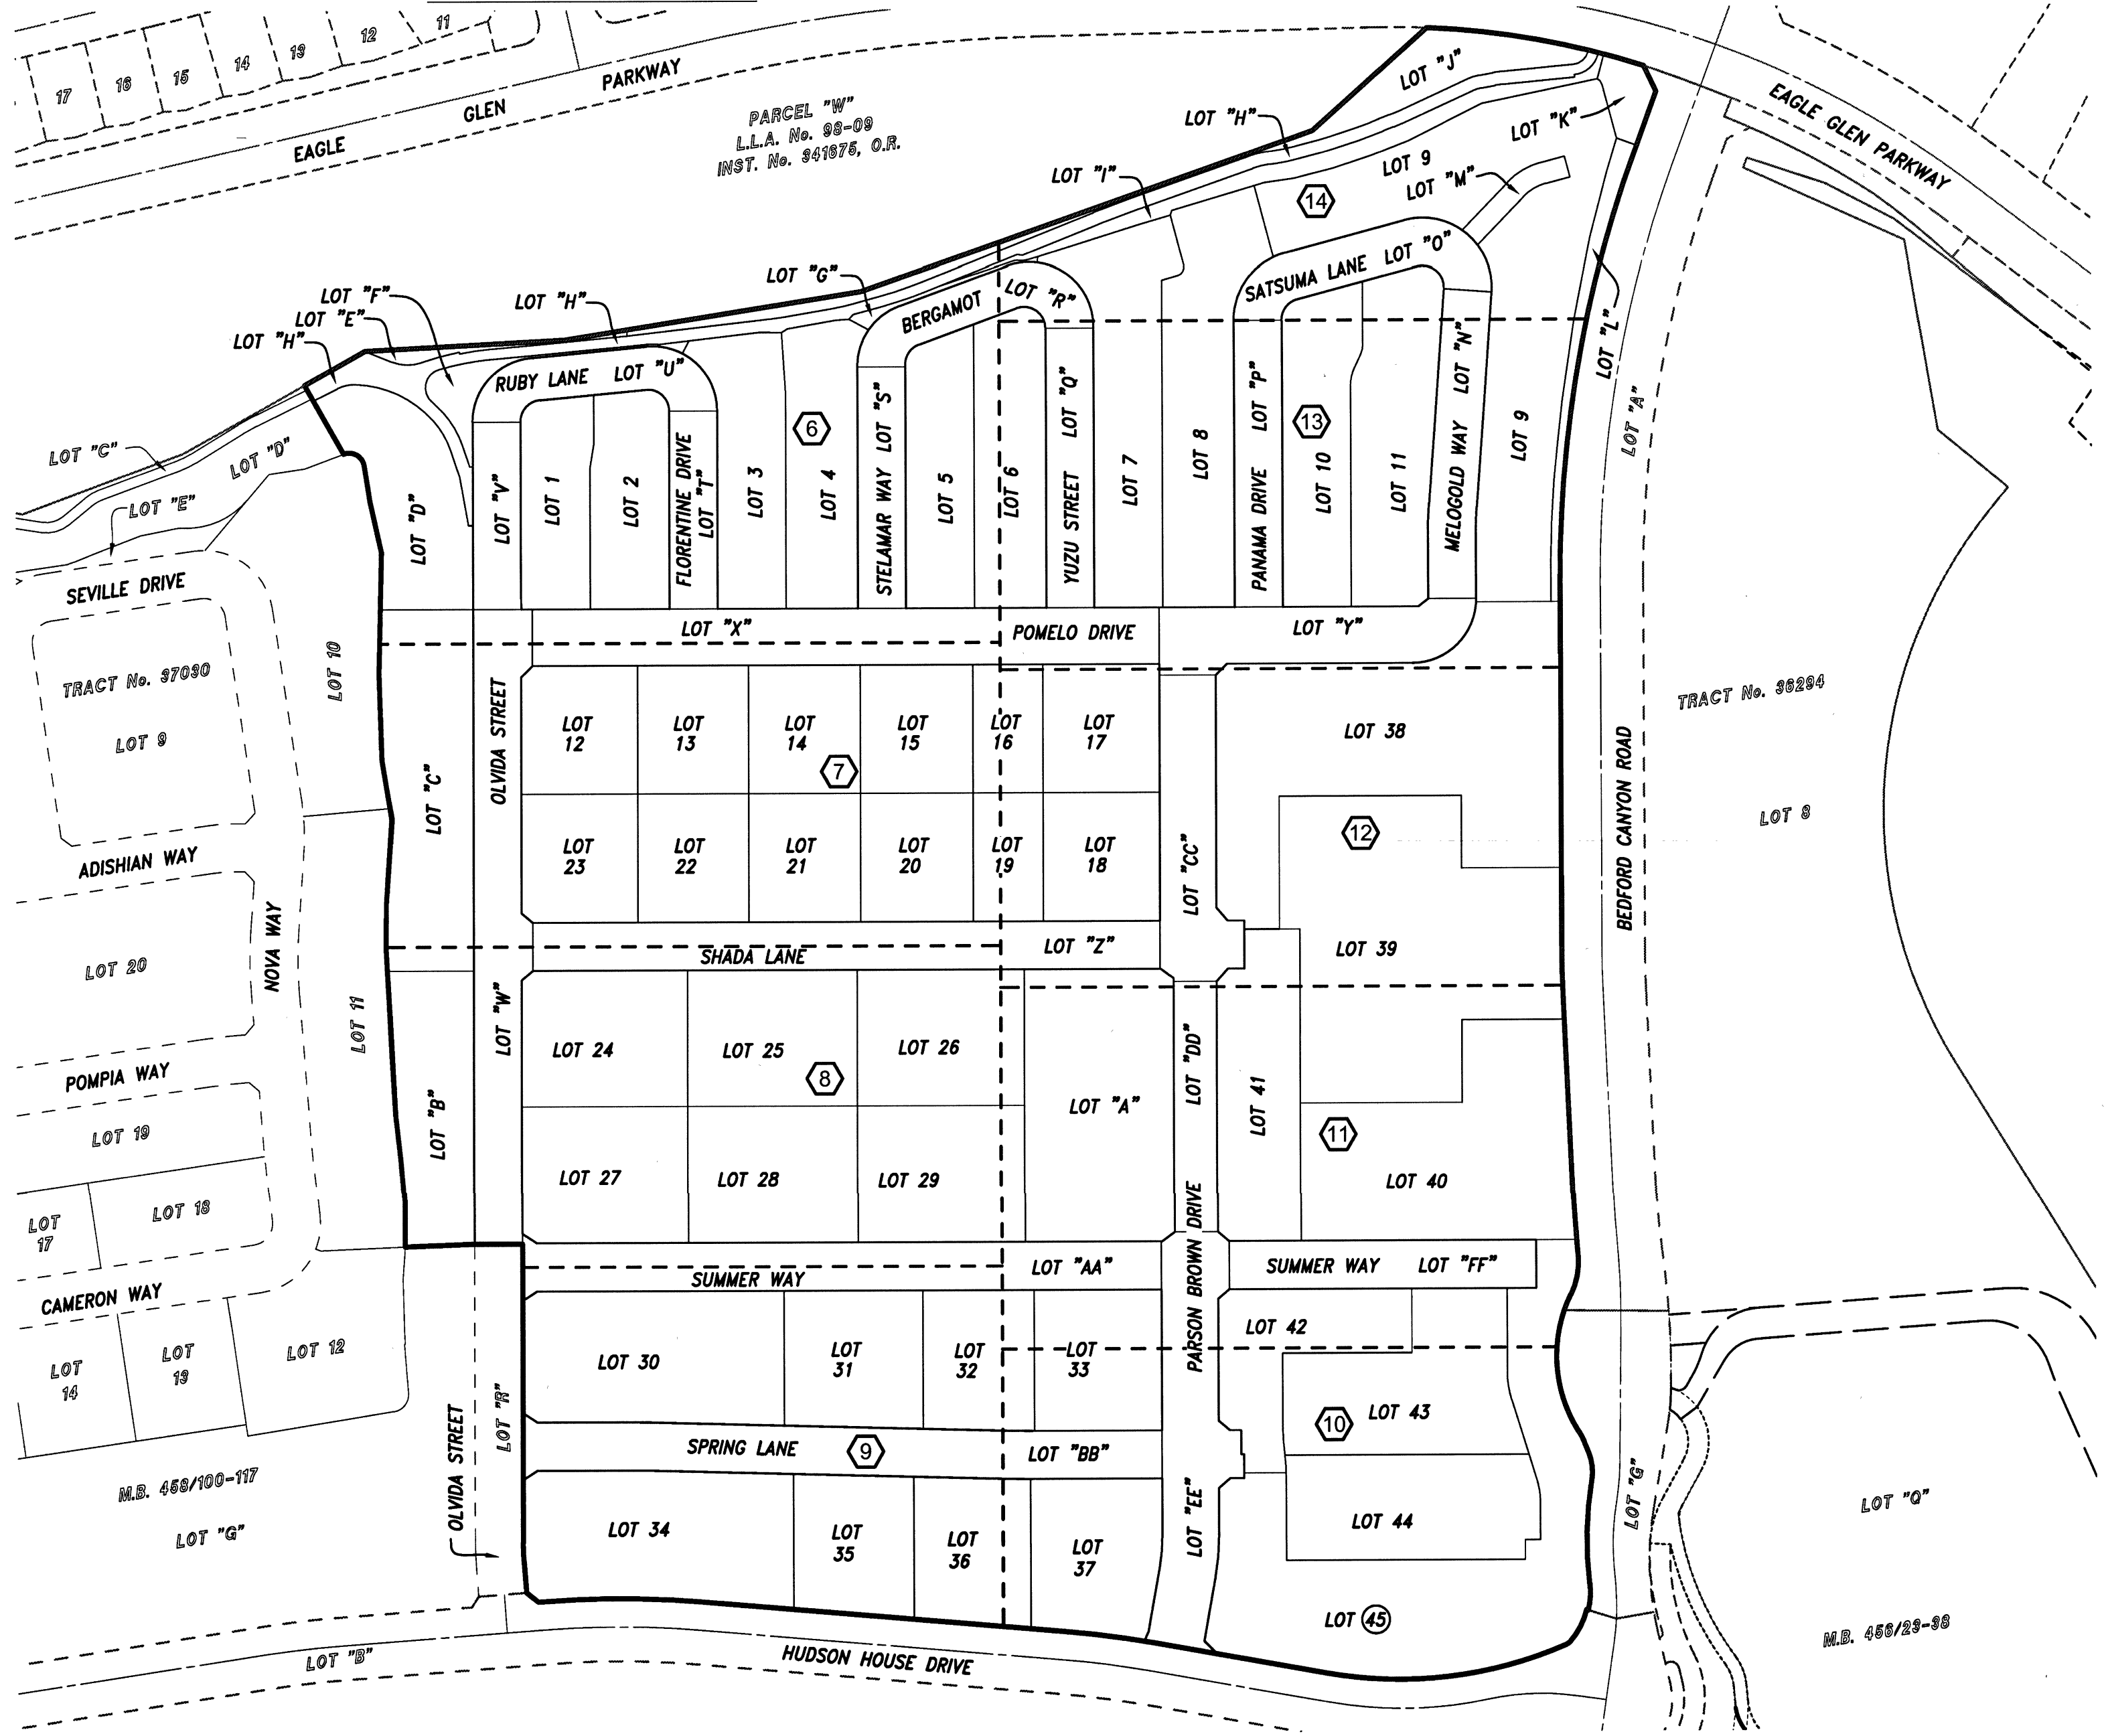 11
12
13
14
15
16
17
EAGLE GLEN PARKWAY
PARCEL "W"
L.L.A. No. 98-09
INST. No. 341675, O.R.
LOT "J"
LOT "H"
LOT "K"
EAGLE GLEN PARKWAY
LOT "I"
LOT 9
LOT "M"
14
LOT "G"
LOT "F"
LOT "E"
LOT "H"
LOT "H"
BERGAMOT
LOT "R"
SATSUMA LANE LOT "O"
LOT "L"
LOT "A"
RUBY LANE LOT "U"
LOT "C"
LOT "D"
LOT "E"
LOT "D"
LOT "V"
LOT 1
LOT 2
FLORENTINE DRIVE
LOT "T"
LOT 3
6
LOT 4
STELAMAR WAY LOT "S"
LOT 5
LOT 6
YUZU STREET LOT "Q"
LOT 7
LOT 8
PANAMA DRIVE LOT "P"
13
LOT 10
LOT 11
MELOGOLD WAY LOT "N"
LOT 9
SEVILLE DRIVE
LOT "X"
POMELO DRIVE
LOT "Y"
TRACT No. 37030
LOT 9
LOT 10
LOT "C"
OLVIDA STREET
LOT
12
LOT
13
LOT
14
LOT
15
LOT
16
LOT
17
7
LOT 38
TRACT No. 36294
LOT 8
BEDFORD CANYON ROAD
LOT
23
LOT
22
LOT
21
LOT
20
LOT
19
LOT
18
LOT "CC"
12
LOT 39
ADISHIAN WAY
NOVA WAY
LOT 20
SHADA LANE
LOT "Z"
LOT 11
LOT "B"
LOT "W"
LOT 24
LOT 25
LOT 26
8
LOT "A"
LOT "DD"
LOT 41
11
LOT 40
POMPIA WAY
LOT 19
LOT 18
LOT
17
LOT 27
LOT 28
LOT 29
PARSON BROWN DRIVE
SUMMER WAY
LOT "AA"
SUMMER WAY LOT "FF"
CAMERON WAY
LOT
14
LOT
13
LOT 12
LOT 30
LOT
31
LOT
32
LOT
33
LOT 42
10
LOT 43
OLVIDA STREET
LOT "R"
SPRING LANE
9
LOT "BB"
M.B. 458/100-117
LOT "G"
LOT 34
LOT
35
LOT
36
LOT
37
LOT "EE"
LOT 44
LOT "G"
LOT "Q"
LOT 45
M.B. 456/23-38
LOT "B"
HUDSON HOUSE DRIVE